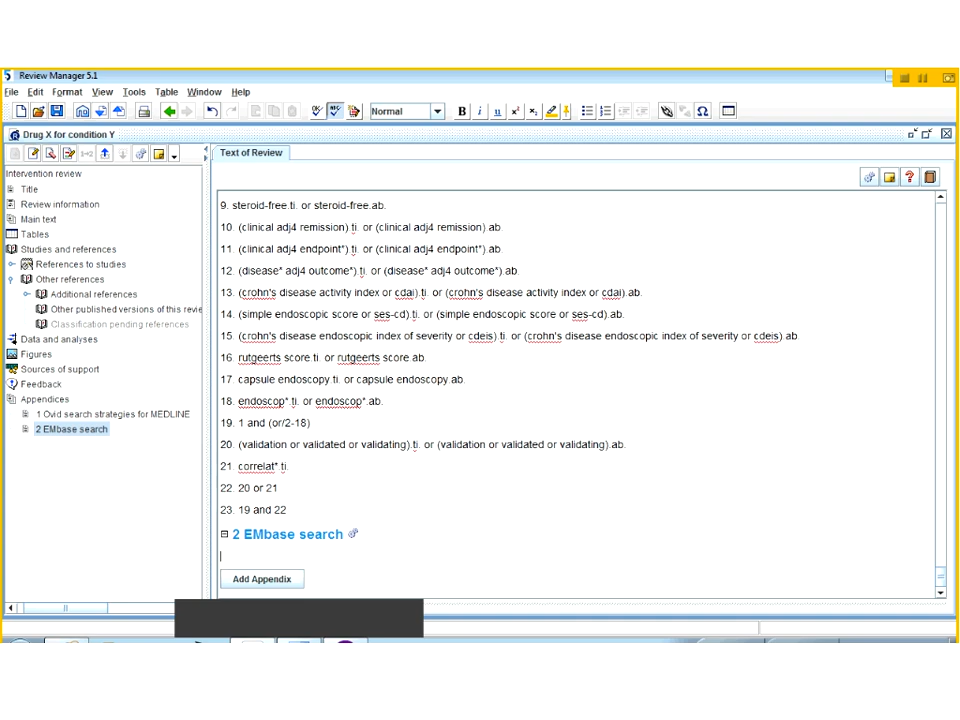 5 Review Manager 5.1
File Edit Format View Tools Table Window Help
Normal B i u x² x₂ Ω
Drug X for condition Y
1→2
Text of Review
Intervention review
Title
Review information
Main text
Tables
Studies and references
References to studies
Other references
Additional references
Other published versions of this revie
Classification pending references
Data and analyses
Figures
Sources of support
Feedback
Appendices
1 Ovid search strategies for MEDLINE
2 EMbase search
?
9. steroid-free.ti. or steroid-free.ab.
10. (clinical adj4 remission) ti. or (clinical adj4 remission).ab.
11. (clinical adj4 endpoint*).ti. or (clinical adj4 endpoint*).ab.
12. (disease* adj4 outcome*).ti. or (disease* adj4 outcome*).ab.
13. (crohn's disease activity index or cdai).ti. or (crohn's disease activity index or cdai).ab.
14. (simple endoscopic score or ses-cd).ti. or (simple endoscopic score or ses-cd).ab.
15. (crohn's disease endoscopic index of severity or cdeis).ti. or (crohn's disease endoscopic index of severity or cdeis).ab.
16. rutgeerts score.ti. or rutgeerts score.ab.
17. capsule endoscopy.ti. or capsule endoscopy.ab.
18. endoscop*.ti. or endoscop*.ab.
19. 1 and (or/2-18)
20. (validation or validated or validating).ti. or (validation or validated or validating).ab.
21. correlat*.ti.
22. 20 or 21
23. 19 and 22
2 EMbase search
Add Appendix